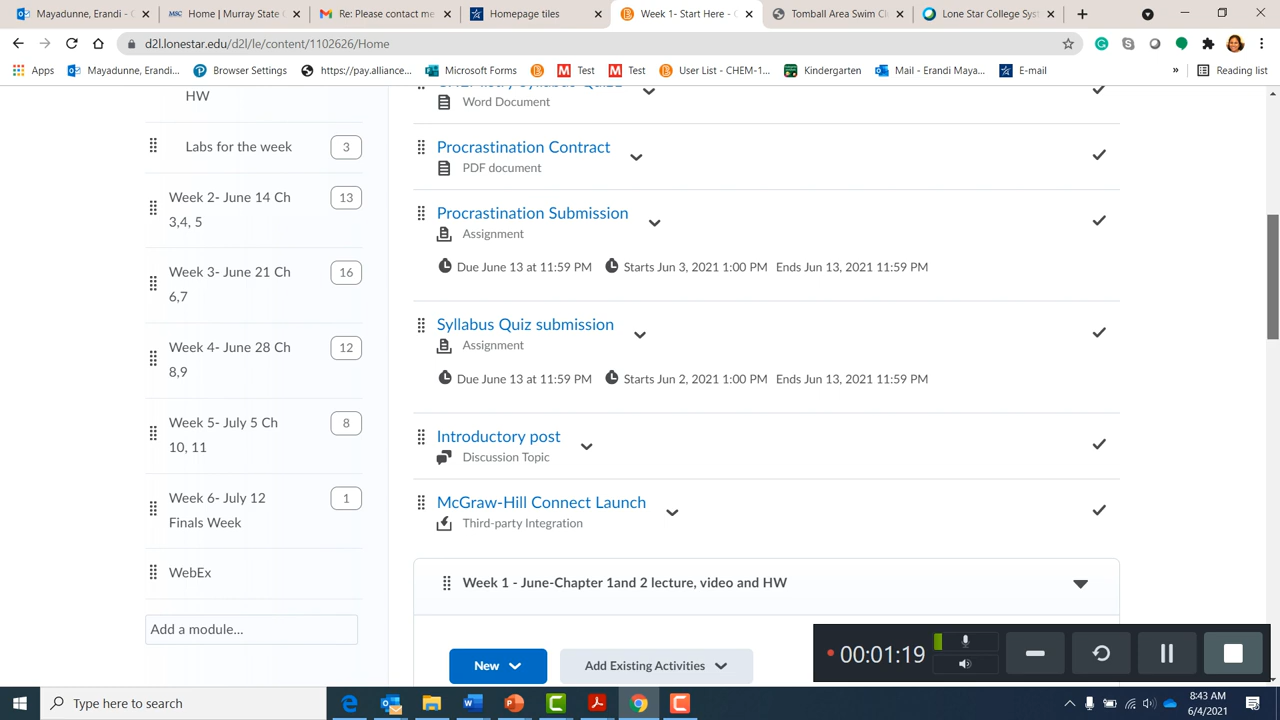 Mayadunne, Erandi -
Home | Murray State C
Re: Please contact me
Homepage tiles
Week 1- Start Here - C
Tomball Area Swim Cl
Lone Star College Sys
d2l.lonestar.edu/d2l/le/content/1102626/Home
Apps
Mayadunne, Erandi...
Browser Settings
https://pay.alliance...
Microsoft Forms
Test
Test
User List - CHEM-1...
Kindergarten
Mail - Erandi Maya...
E-mail
»
Reading list
HW
Labs for the week
3
Week 2- June 14 Ch
3,4, 5
13
Week 3- June 21 Ch
6,7
16
Week 4- June 28 Ch
8,9
12
Week 5- July 5 Ch
10, 11
8
Week 6- July 12
Finals Week
1
WebEx
Add a module...
Word Document
Procrastination Contract
PDF document
Procrastination Submission
Assignment
Due June 13 at 11:59 PM Starts Jun 3, 2021 1:00 PM Ends Jun 13, 2021 11:59 PM
Syllabus Quiz submission
Assignment
Due June 13 at 11:59 PM Starts Jun 2, 2021 1:00 PM Ends Jun 13, 2021 11:59 PM
Introductory post
Discussion Topic
McGraw-Hill Connect Launch
Third-party Integration
Week 1 - June-Chapter 1and 2 lecture, video and HW
New
Add Existing Activities
00:01:19
Type here to search
8:43 AM
6/4/2021